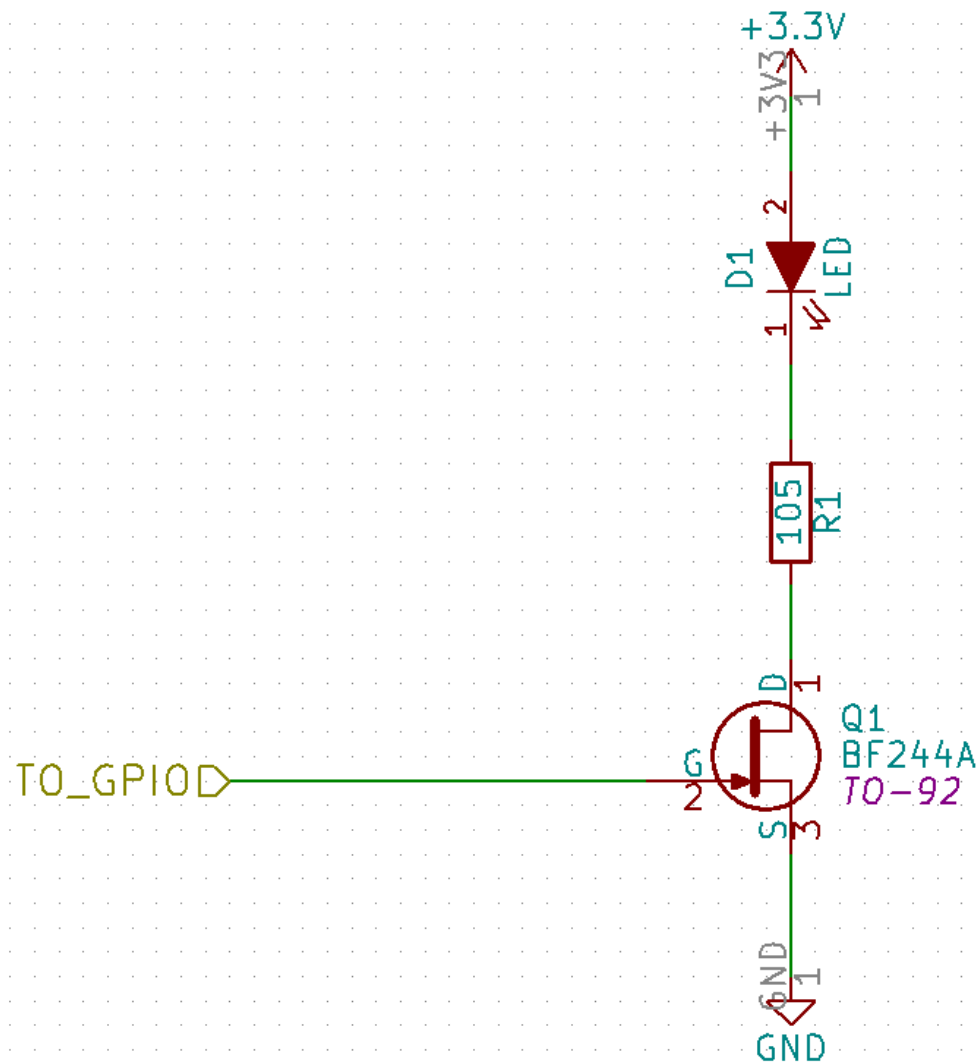 +3.3V
+3V3
1
2
D1
LED
1
105
R1
D
1
Q1
BF244A
TO-92
G
2
TO_GPIO
S
3
GND
1
GND